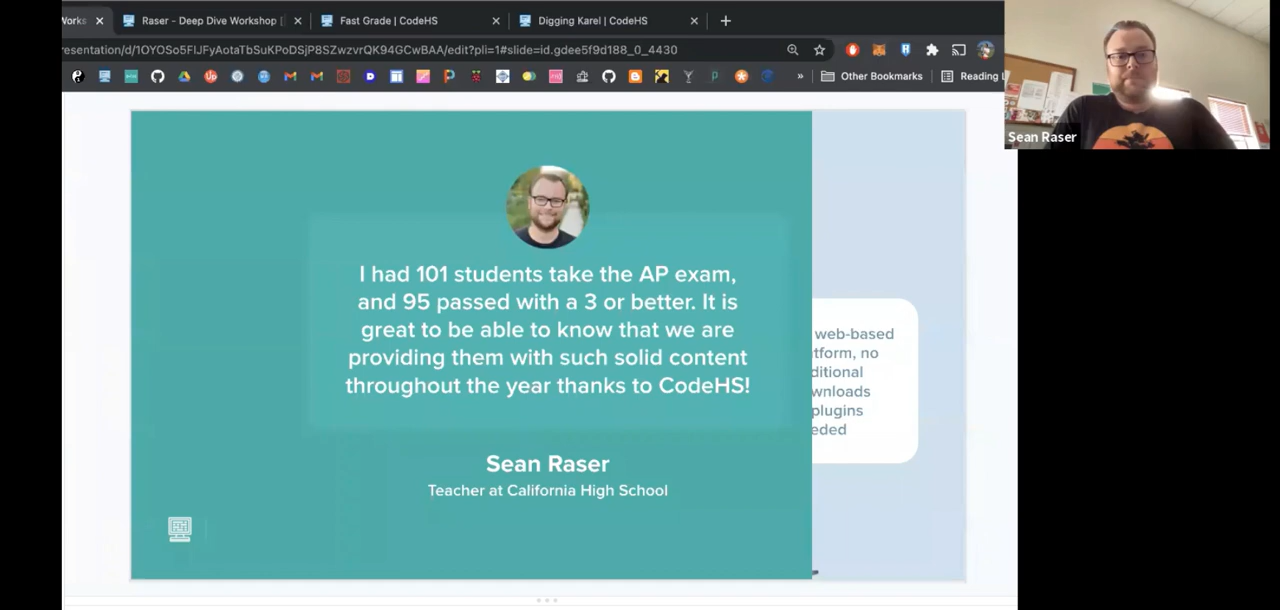 Works
Raser - Deep Dive Workshop
Fast Grade | CodeHS
Digging Karel | CodeHS
esentation/d/1OYOSo5FIJFyAotaTbSuKPoDSjP8SZwzvrQK94GCwBAA/edit?pli=1#slide=id.gdee5f9d188_0_4430
Other Bookmarks
Reading
Sean Raser
I had 101 students take the AP exam,
and 95 passed with a 3 or better. It is
great to be able to know that we are
providing them with such solid content
throughout the year thanks to CodeHS!
Sean Raser
Teacher at California High School
web-based
tform, no
ditional
wnloads
plugins
eded